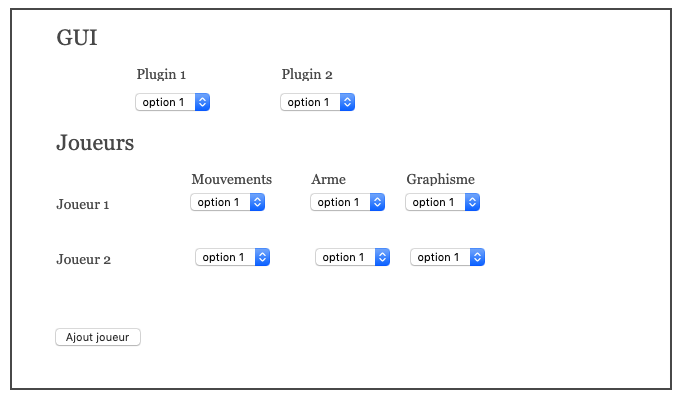 GUI
Plugin 1 Plugin 2
option 1 option 1
Joueurs
Mouvements Arme Graphisme
Joueur 1 option 1 option 1 option 1
Joueur 2 option 1 option 1 option 1
Ajout joueur